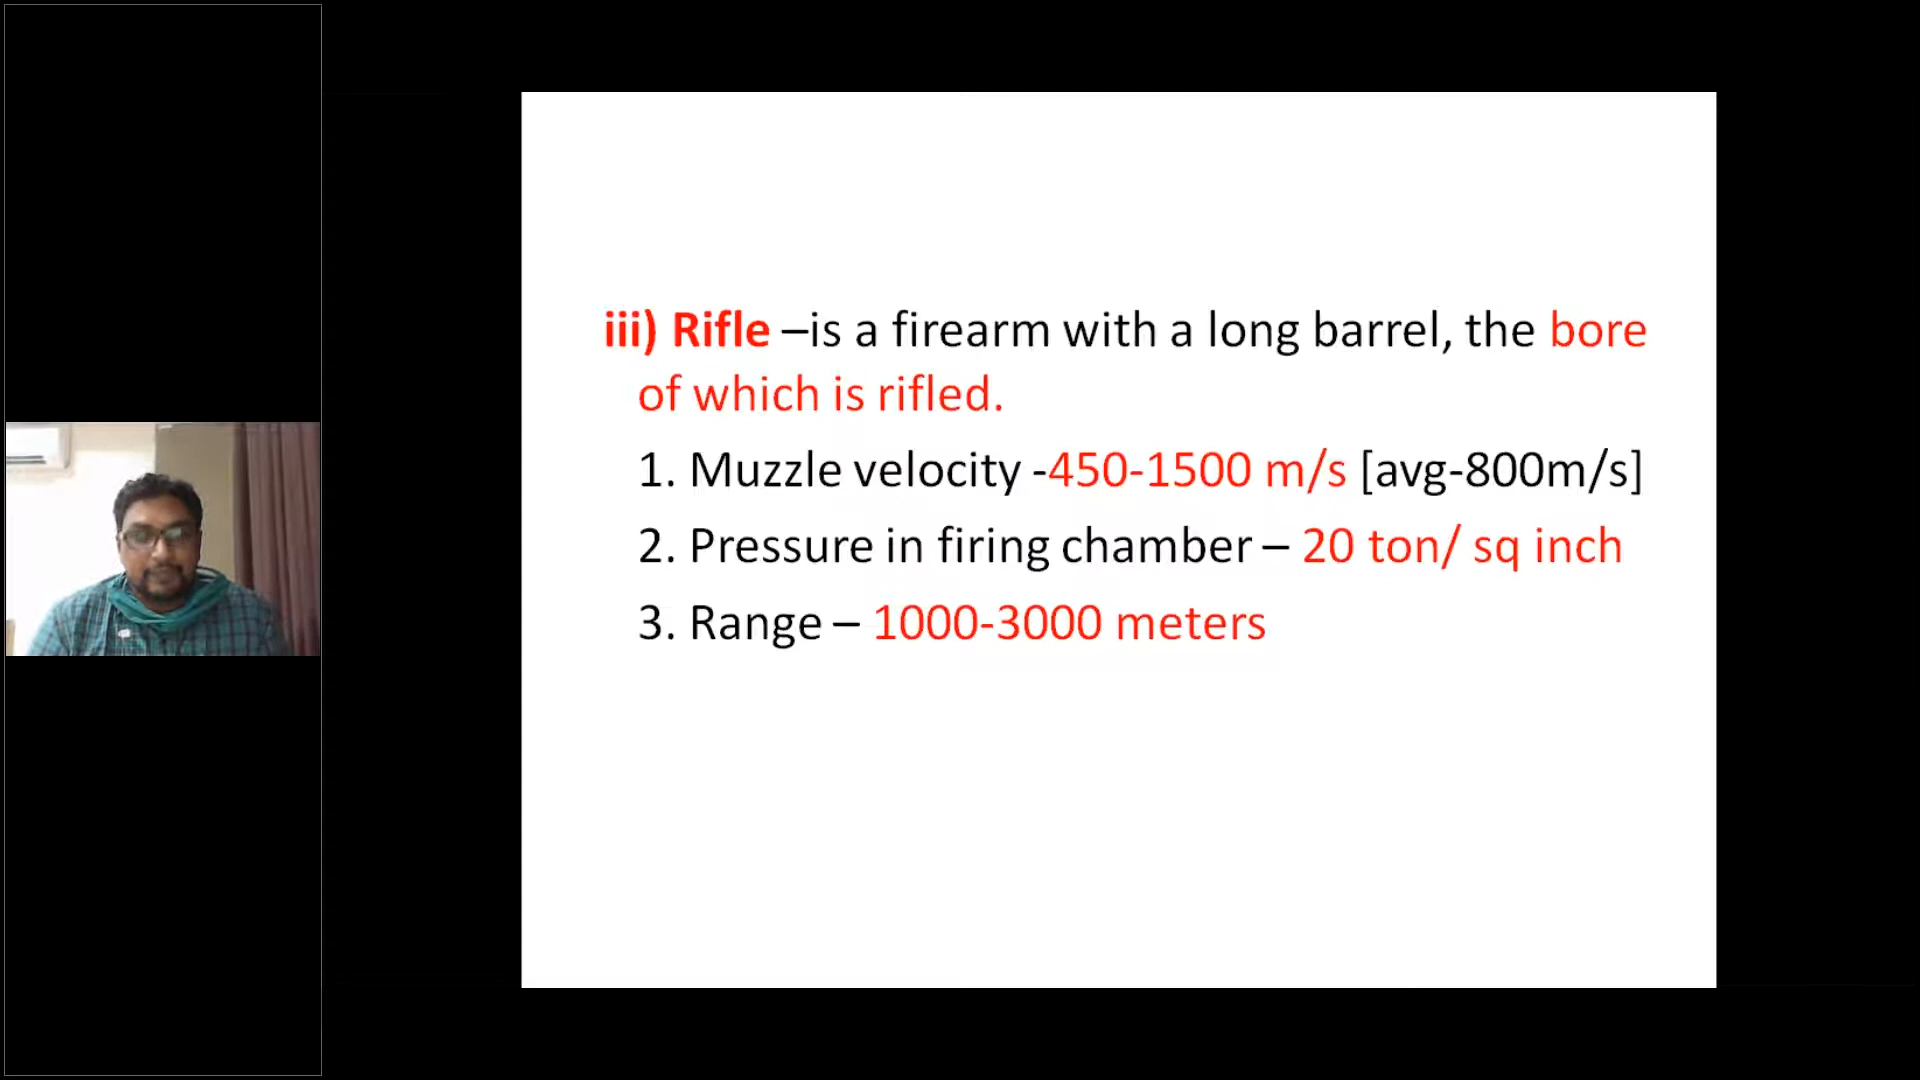 iii) Rifle –is a firearm with a long barrel, the bore
of which is rifled.
1. Muzzle velocity -450-1500 m/s [avg-800m/s]
2. Pressure in firing chamber – 20 ton/ sq inch
3. Range – 1000-3000 meters